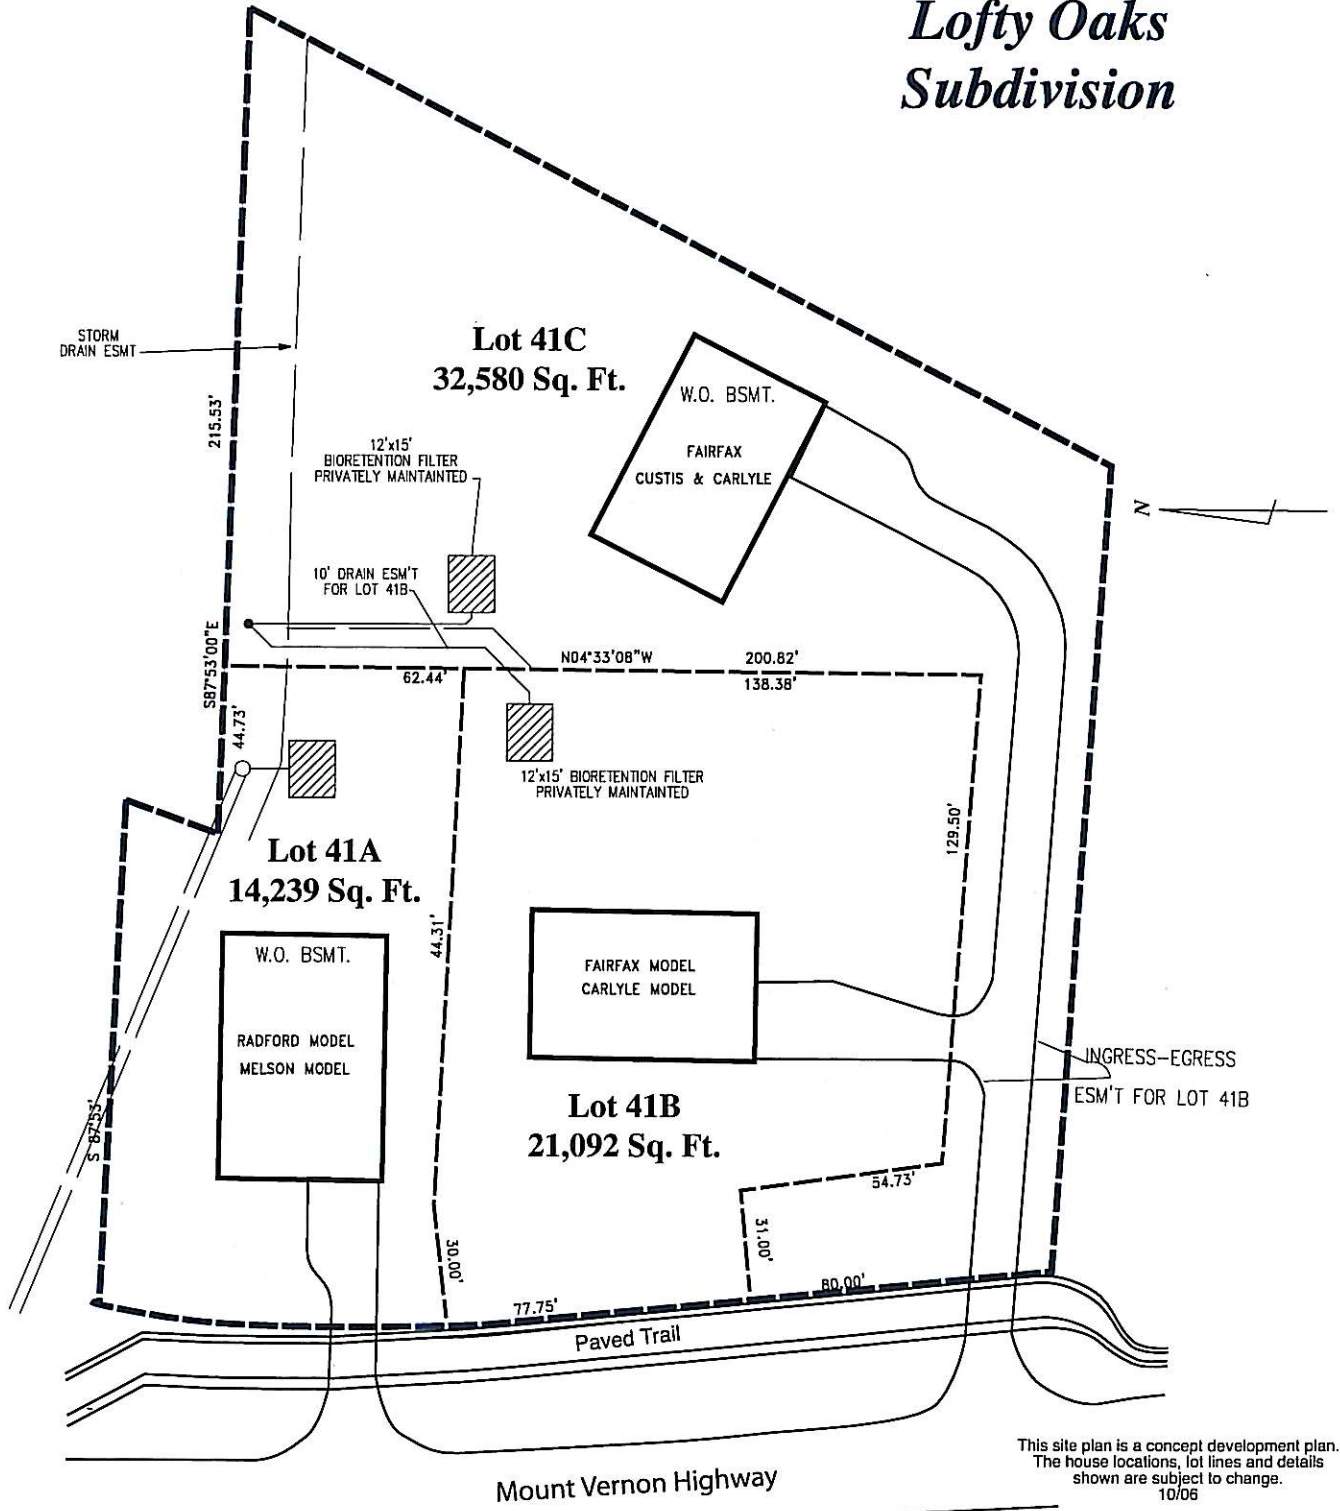 Lofty Oaks
Subdivision
STORM
DRAIN ESMT
Lot 41C
32,580 Sq. Ft.
W.O. BSMT.
FAIRFAX
CUSTIS & CARLYLE
215.53'
12'x15'
BIORETENTION FILTER
PRIVATELY MAINTAINTED
N
10' DRAIN ESM'T
FOR LOT 41B
S87°53'00"E
N04°33'08"W
200.82'
62.44'
138.38'
44.73'
12'x15' BIORETENTION FILTER
PRIVATELY MAINTAINTED
129.50'
Lot 41A
14,239 Sq. Ft.
44.31'
W.O. BSMT.
RADFORD MODEL
MELSON MODEL
FAIRFAX MODEL
CARLYLE MODEL
INGRESS-EGRESS
ESM'T FOR LOT 41B
S 87°53'
Lot 41B
21,092 Sq. Ft.
54.73'
31.00'
30.00'
80.00'
77.75'
Paved Trail
Mount Vernon Highway
This site plan is a concept development plan.
The house locations, lot lines and details
shown are subject to change.
10/06